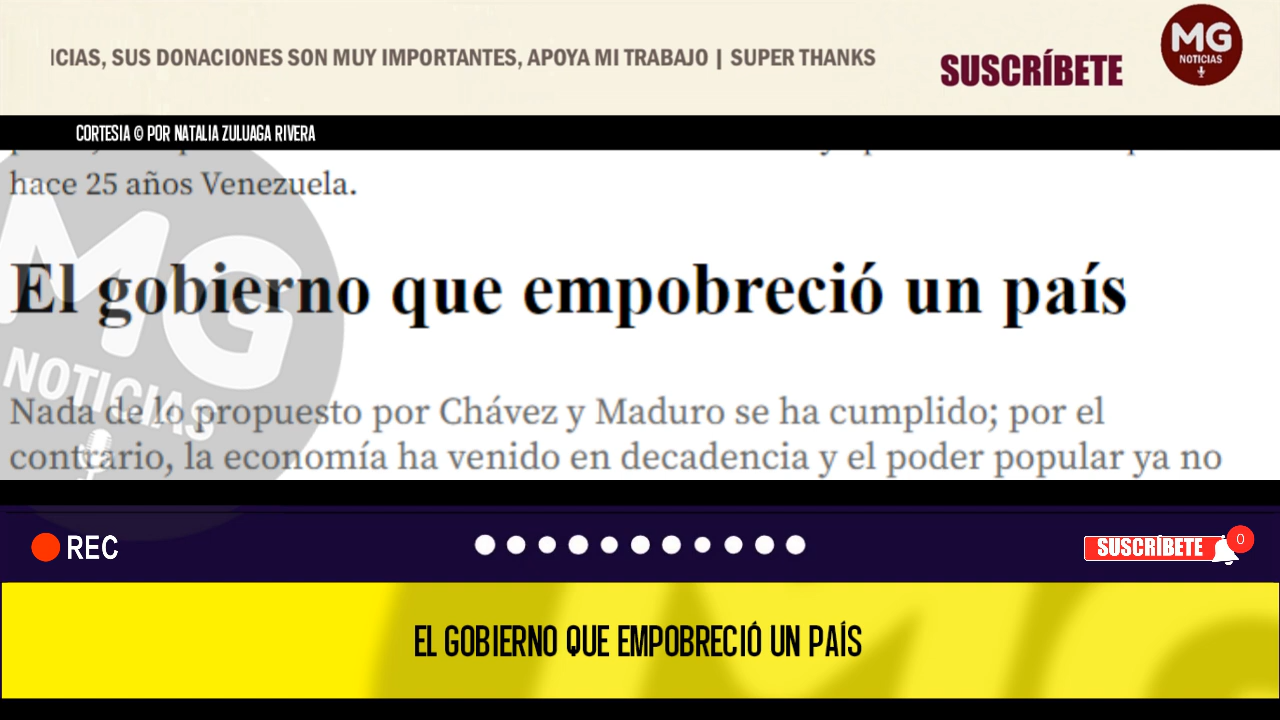 ICIAS, SUS DONACIONES SON MUY IMPORTANTES, APOYA MI TRABAJO | SUPER THANKS
SUSCRÍBETE
MG
NOTICIAS
CORTESIA © POR NATALIA ZULUAGA RIVERA
hace 25 años Venezuela.
El gobierno que empobreció un país
MG
NOTICIAS
Nada de lo propuesto por Chávez y Maduro se ha cumplido; por el
contrario, la economía ha venido en decadencia y el poder popular ya no
REC
SUSCRÍBETE
0
EL GOBIERNO QUE EMPOBRECIÓ UN PAÍS